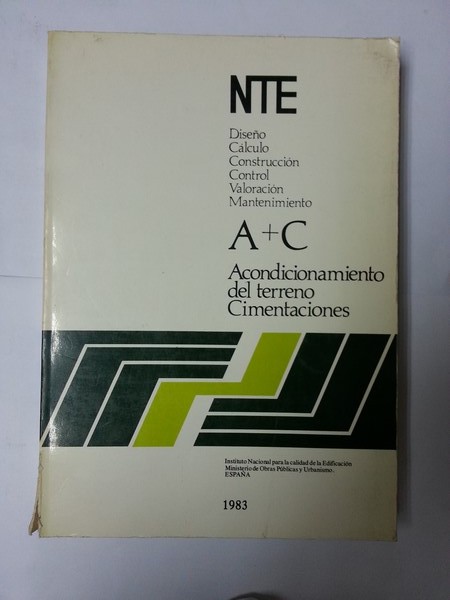 NTE
Diseño
Cálculo
Construcción
Control
Valoración
Mantenimiento
A+C
Acondicionamiento
del terreno
Cimentaciones
Instituto Nacional para la calidad de la Edificación
Ministerio de Obras Públicas y Urbanismo.
ESPAÑA
1983